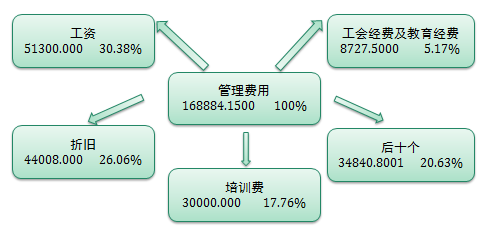 工资
51300.000 30.38%
工会经费及教育经费
8727.5000 5.17%
管理费用
168884.1500 100%
折旧
44008.000 26.06%
后十个
34840.8001 20.63%
培训费
30000.000 17.76%